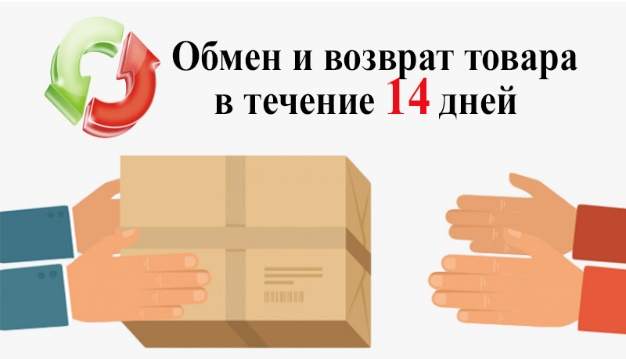 Обмен и возврат товара
в течение 14 дней